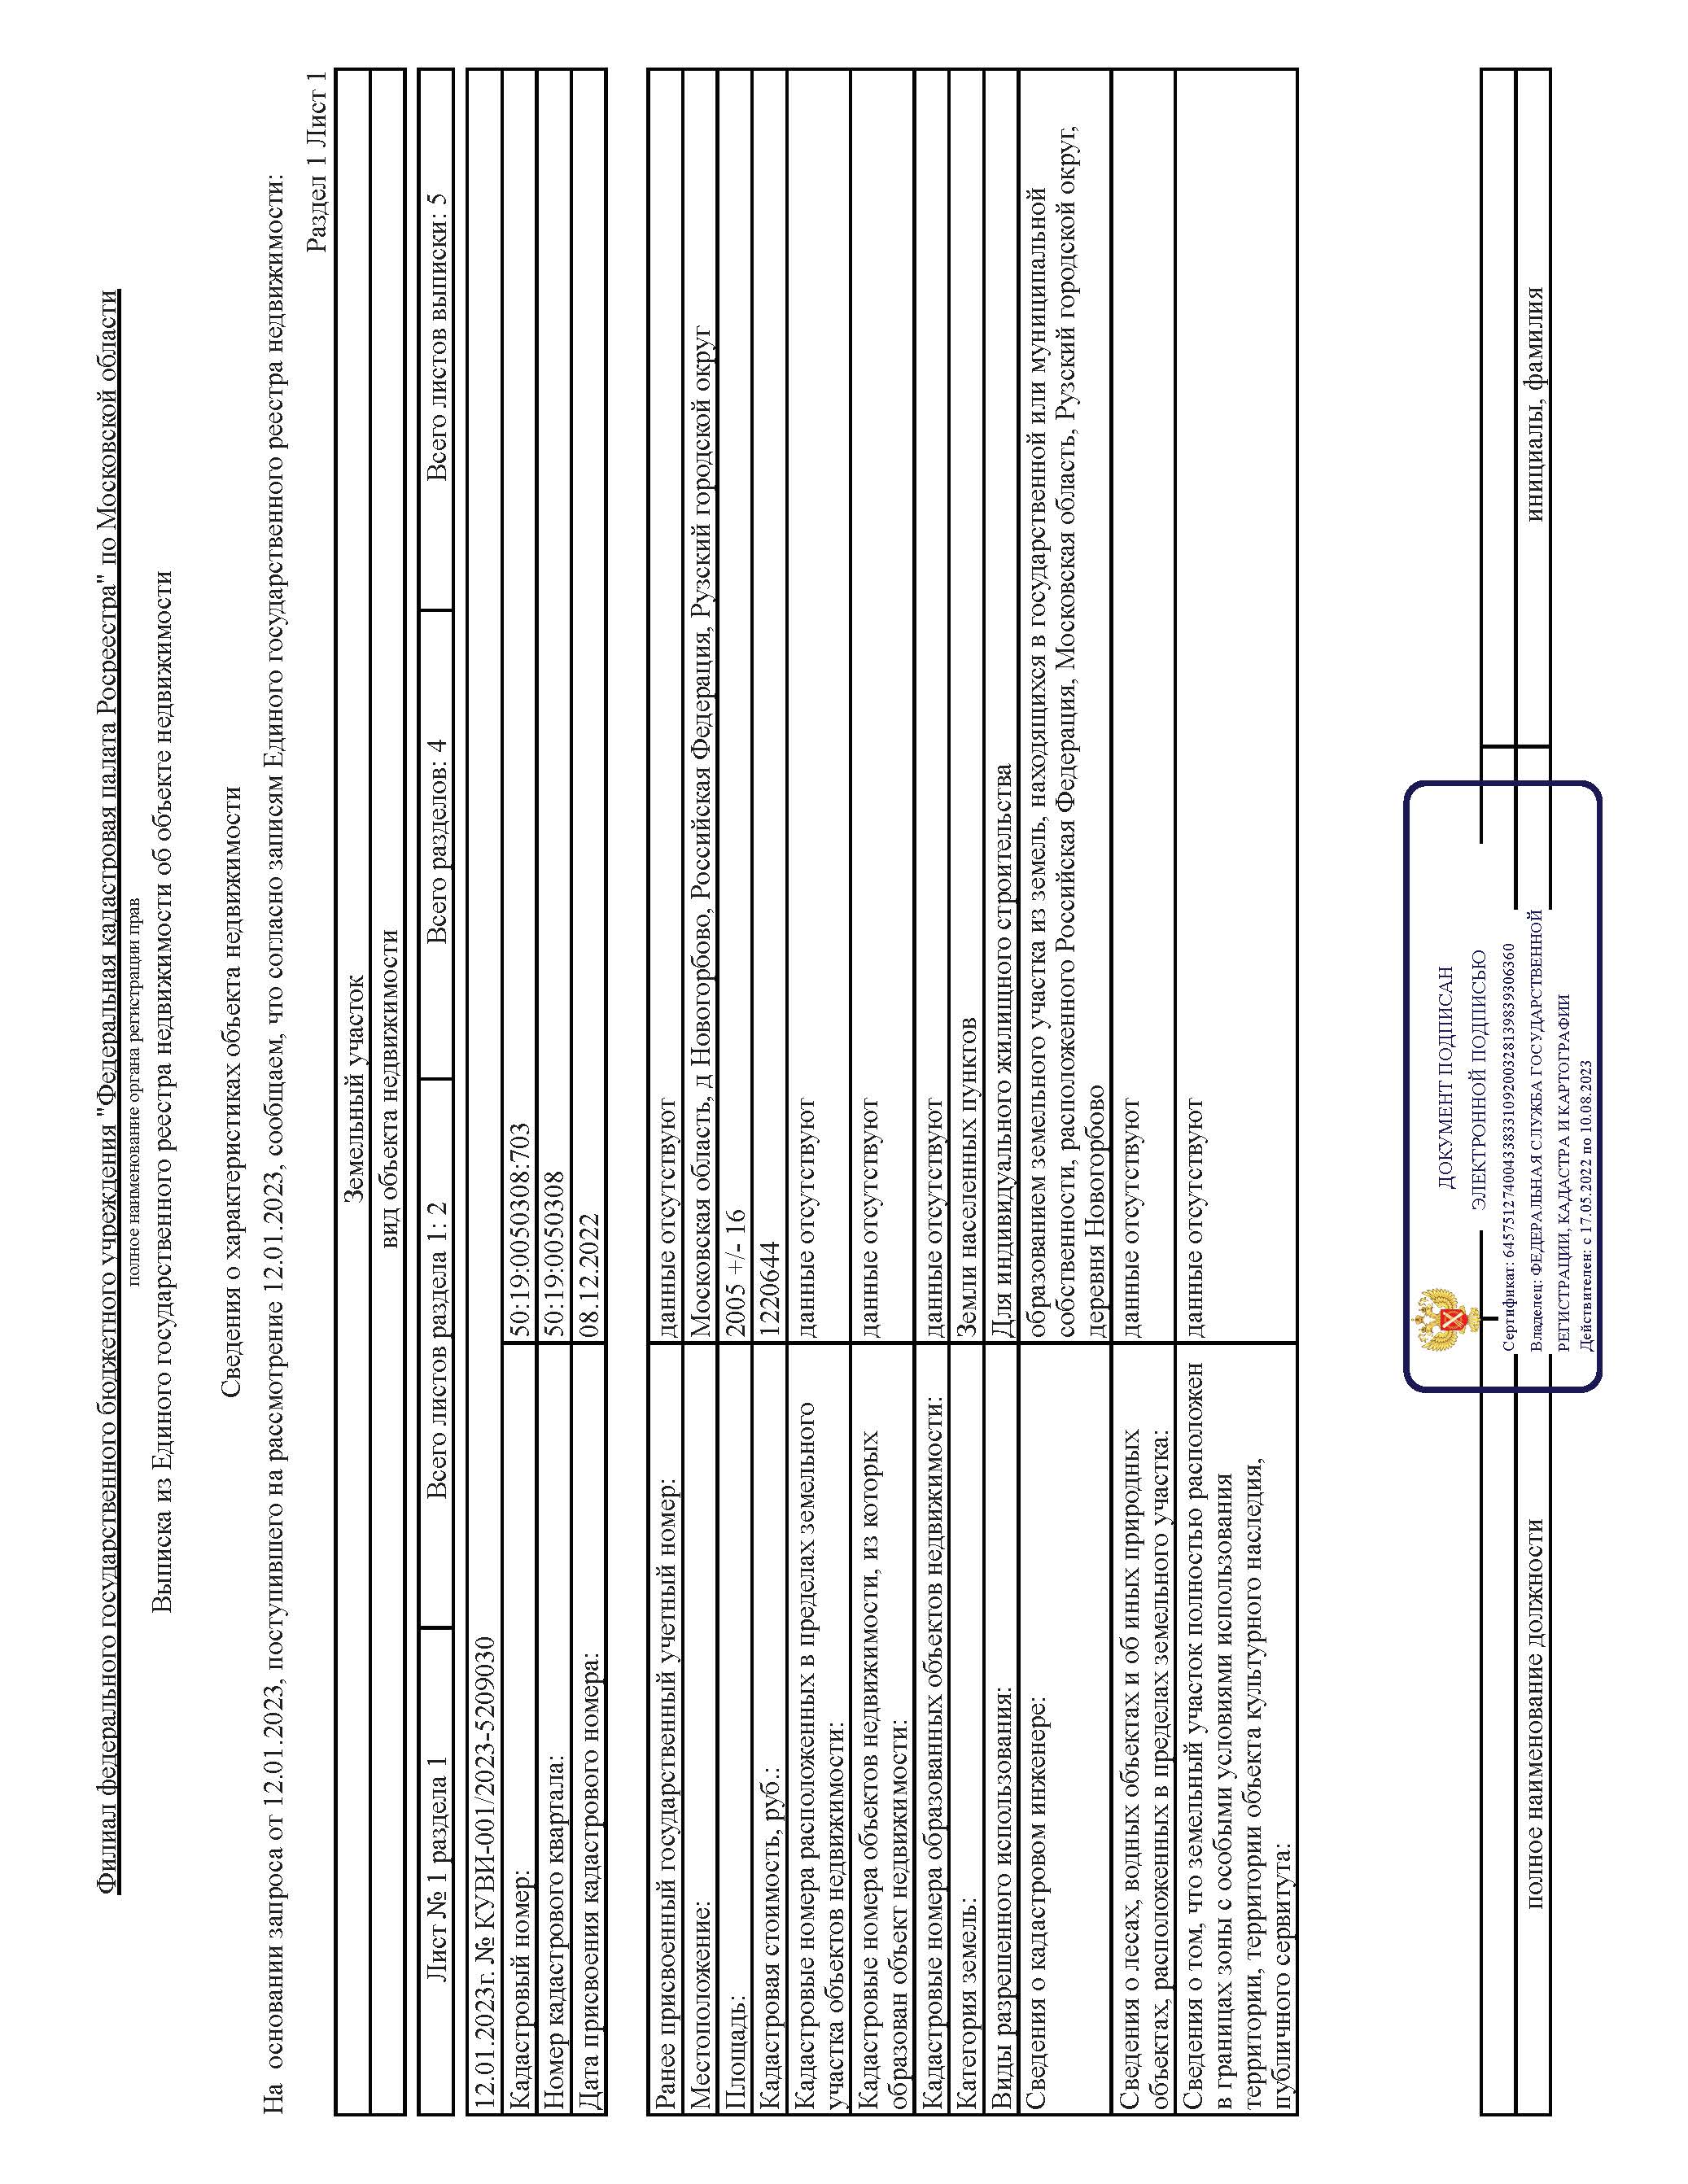 Филиал федерального государственного бюджетного учреждения "Федеральная кадастровая палата Росреестра" по Московской области
полное наименование органа регистрации прав
Выписка из Единого государственного реестра недвижимости об объекте недвижимости
Сведения о характеристиках объекта недвижимости
На основании запроса от 12.01.2023, поступившего на рассмотрение 12.01.2023, сообщаем, что согласно записям Единого государственного реестра недвижимости:
Раздел 1 Лист 1
Земельный участок
вид объекта недвижимости
Лист № 1 раздела 1 Всего листов раздела 1: 2 Всего разделов: 4 Всего листов выписки: 5
12.01.2023г. № КУВИ-001/2023-5209030
Кадастровый номер: 50:19:0050308:703
Номер кадастрового квартала: 50:19:0050308
Дата присвоения кадастрового номера: 08.12.2022
Ранее присвоенный государственный учетный номер: данные отсутствуют
Местоположение: Московская область, д Новогорбово, Российская Федерация, Рузский городской округ
Площадь: 2005 +/- 16
Кадастровая стоимость, руб.: 1220644
Кадастровые номера расположенных в пределах земельного данные отсутствуют
участка объектов недвижимости:
Кадастровые номера объектов недвижимости, из которых данные отсутствуют
образован объект недвижимости:
Кадастровые номера образованных объектов недвижимости: данные отсутствуют
Категория земель: Земли населенных пунктов
Виды разрешенного использования: Для индивидуального жилищного строительства
Сведения о кадастровом инженере: образованием земельного участка из земель, находящихся в государственной или муниципальной
собственности, расположенного Российская Федерация, Московская область, Рузский городской округ,
деревня Новогорбово
Сведения о лесах, водных объектах и об иных природных данные отсутствуют
объектах, расположенных в пределах земельного участка:
Сведения о том, что земельный участок полностью расположен данные отсутствуют
в границах зоны с особыми условиями использования
территории, территории объекта культурного наследия,
публичного сервитута:
ДОКУМЕНТ ПОДПИСАН
ЭЛЕКТРОННОЙ ПОДПИСЬЮ
Сертификат: 64575127400433833109200328139839306360
Владелец: ФЕДЕРАЛЬНАЯ СЛУЖБА ГОСУДАРСТВЕННОЙ
РЕГИСТРАЦИИ, КАДАСТРА И КАРТОГРАФИИ
Действителен: с 17.05.2022 по 10.08.2023
полное наименование должности инициалы, фамилия